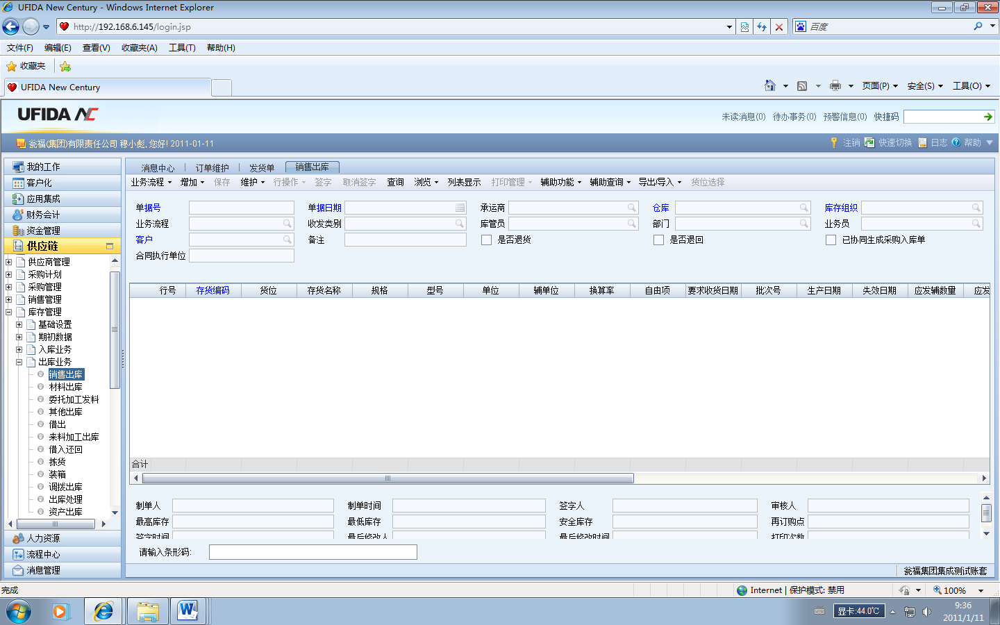 UFIDA New Century - Windows Internet Explorer
http://192.168.6.145/login.jsp
百度
文件(F) 编辑(E) 查看(V) 收藏夹(A) 工具(T) 帮助(H)
收藏夹
UFIDA New Century
页面(P) 安全(S) 工具(O)
UFIDA NC
未读消息(0) 待办事务(0) 预警信息(0) 快捷码
瓮福(集团)有限责任公司 穆小彪, 您好! 2011-01-11
注销 快速切换 日志 帮助
我的工作
客户化
应用集成
财务会计
资金管理
供应链
供应商管理
采购计划
采购管理
销售管理
库存管理
基础设置
期初数据
入库业务
出库业务
销售出库
材料出库
委托加工发料
其他出库
借出
来料加工出库
借入还回
拣货
装箱
调拨出库
出库处理
资产出库
人力资源
流程中心
消息管理
消息中心 订单维护 发货单 销售出库
业务流程 增加 保存 维护 行操作 签字 取消签字 查询 浏览 列表显示 打印管理 辅助功能 辅助查询 导出/导入 货位选择
单据号 单据日期 承运商 仓库 库存组织
业务流程 收发类别 库管员 部门 业务员
客户 备注 是否退货 是否退回 已协同生成采购入库单
合同执行单位
行号 存货编码 货位 存货名称 规格 型号 单位 辅单位 换算率 自由项 要求收货日期 批次号 生产日期 失效日期 应发辅数量 应发
合计
制单人 制单时间 签字人 审核人
最高库存 最低库存 安全库存 再订购点
签字时间 最后修改人 最后修改时间 打印次数
请输入条形码:
瓮福集团集成测试账套
完成
Internet | 保护模式: 禁用
100%
显卡:44.0℃
9:36
2011/1/11